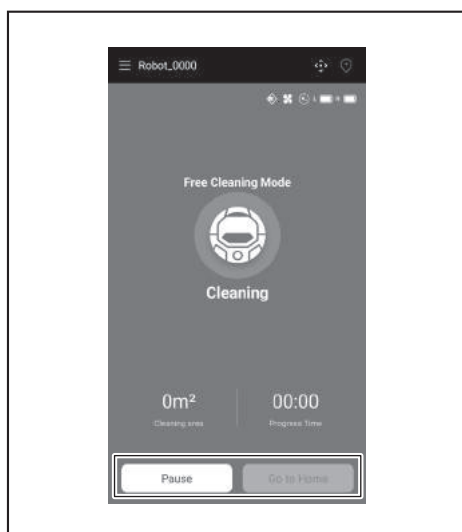 Robot_0000
L R
Free Cleaning Mode
Cleaning
0m² 00:00
Cleaning area Progress Time
Pause Go to Home